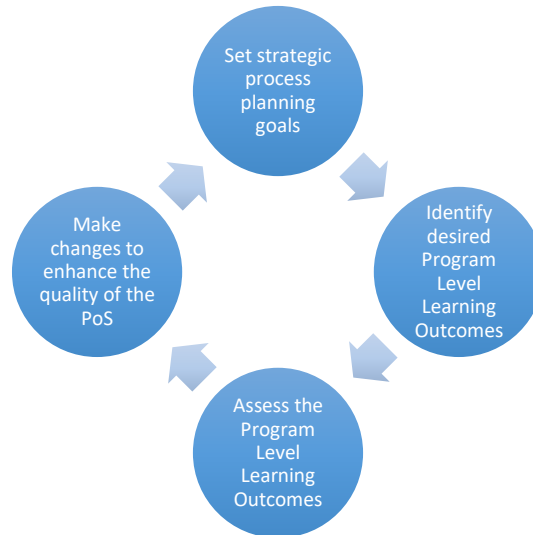 Set strategic
process
planning
goals
Identify
desired
Program
Level
Learning
Outcomes
Assess the
Program
Level
Learning
Outcomes
Make
changes to
enhance the
quality of the
PoS